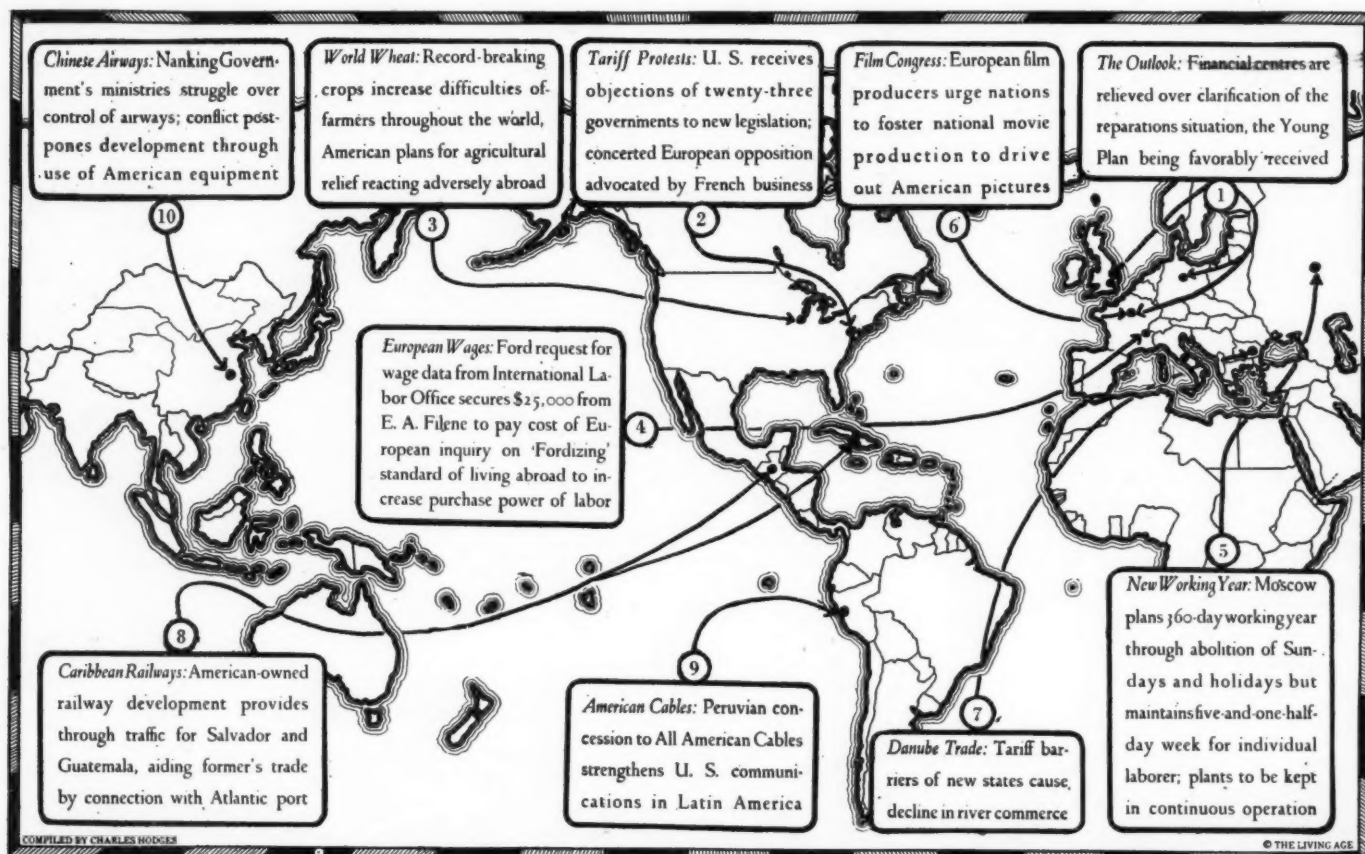 Chinese Airways: Nanking Govern-
ment's ministries struggle over
control of airways; conflict post-
pones development through
use of American equipment
10
World Wheat: Record-breaking
crops increase difficulties of
farmers throughout the world,
American plans for agricultural
relief reacting adversely abroad
3
Tariff Protests: U. S. receives
objections of twenty-three
governments to new legislation;
concerted European opposition
advocated by French business
2
Film Congress: European film
producers urge nations
to foster national movie
production to drive
out American pictures
6
The Outlook: Financial centres are
relieved over clarification of the
reparations situation, the Young
Plan being favorably received
1
European Wages: Ford request for
wage data from International La-
bor Office secures $25,000 from
E. A. Filene to pay cost of Eu-
ropean inquiry on 'Fordizing'
standard of living abroad to in-
crease purchase power of labor
4
8
Caribbean Railways: American-owned
railway development provides
through traffic for Salvador and
Guatemala, aiding former's trade
by connection with Atlantic port
9
American Cables: Peruvian con-
cession to All American Cables
strengthens U. S. communi-
cations in Latin America
7
Danube Trade: Tariff bar-
riers of new states cause
decline in river commerce
5
New Working Year: Moscow
plans 360-day working year
through abolition of Sun-
days and holidays but
maintains five-and-one-half-
day week for individual
laborer; plants to be kept
in continuous operation
COMPILED BY CHARLES HODGES
© THE LIVING AGE